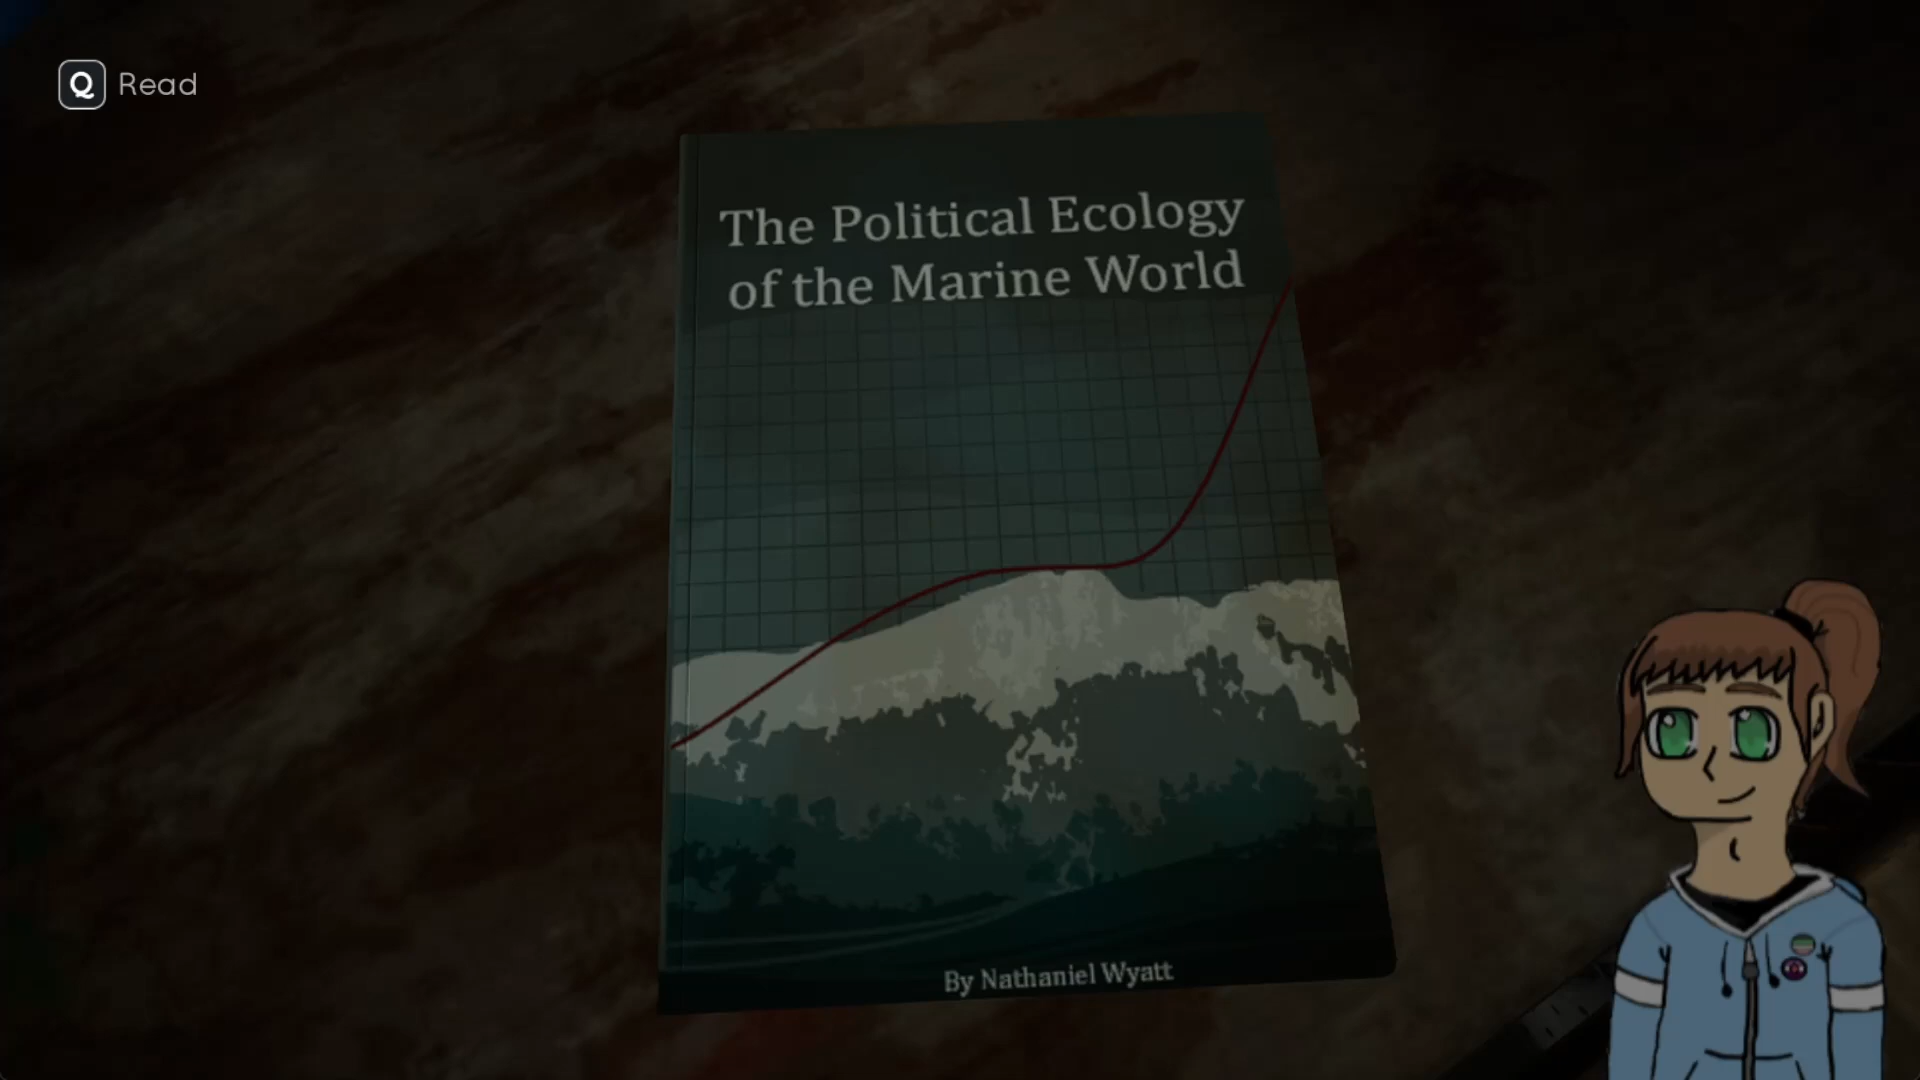 Q Read
The Political Ecology
of the Marine World
By Nathaniel Wyatt